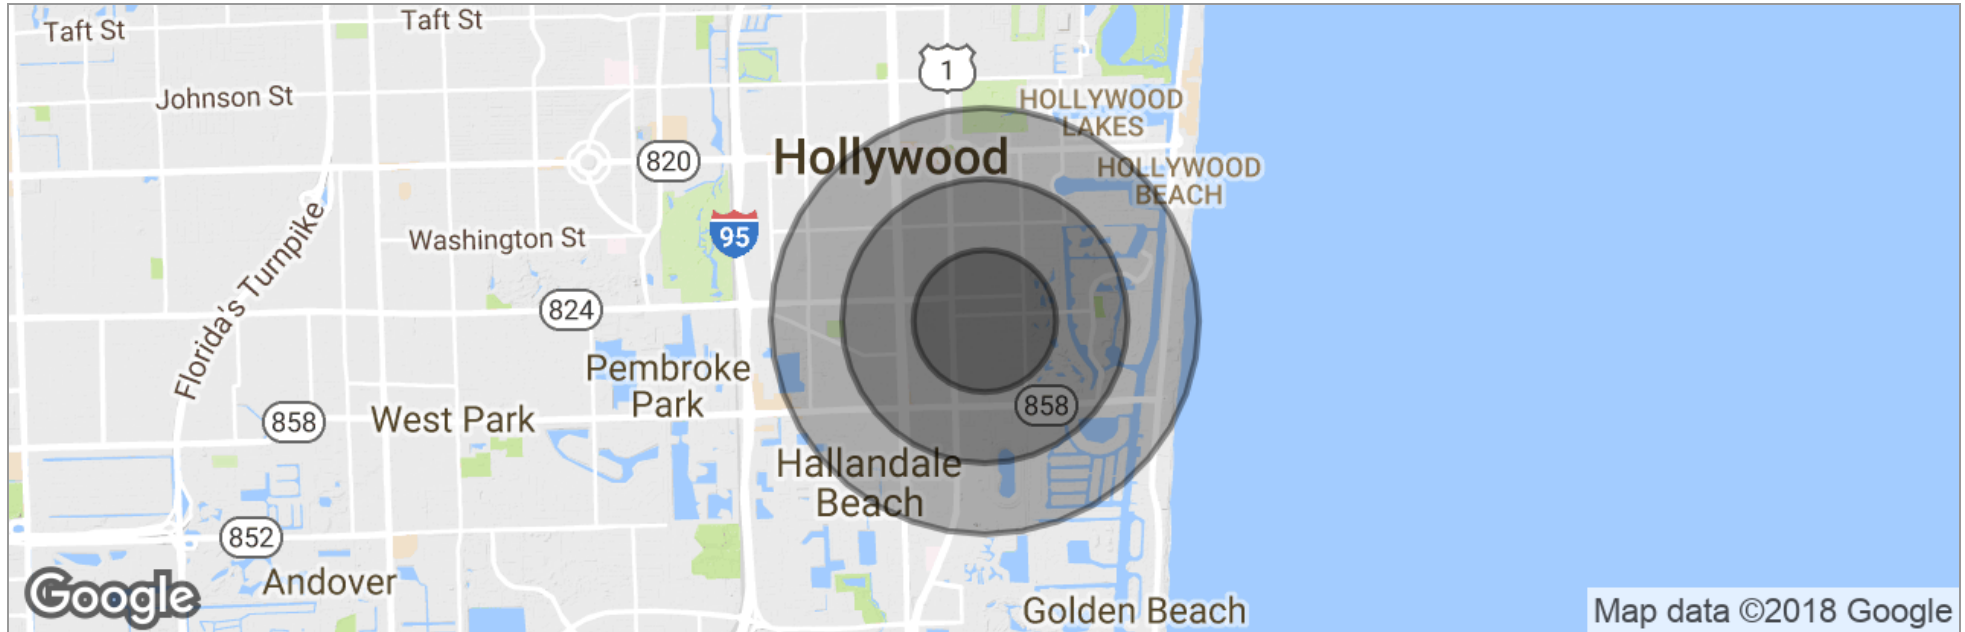 Taft St
Taft St
1
Johnson St
HOLLYWOOD
LAKES
Hollywood
820
HOLLYWOOD
BEACH
Florida's Turnpike
Washington St
95
824
Pembroke
Park
858
West Park
858
Hallandale
Beach
852
Andover
Google
Golden Beach
Map data ©2018 Google